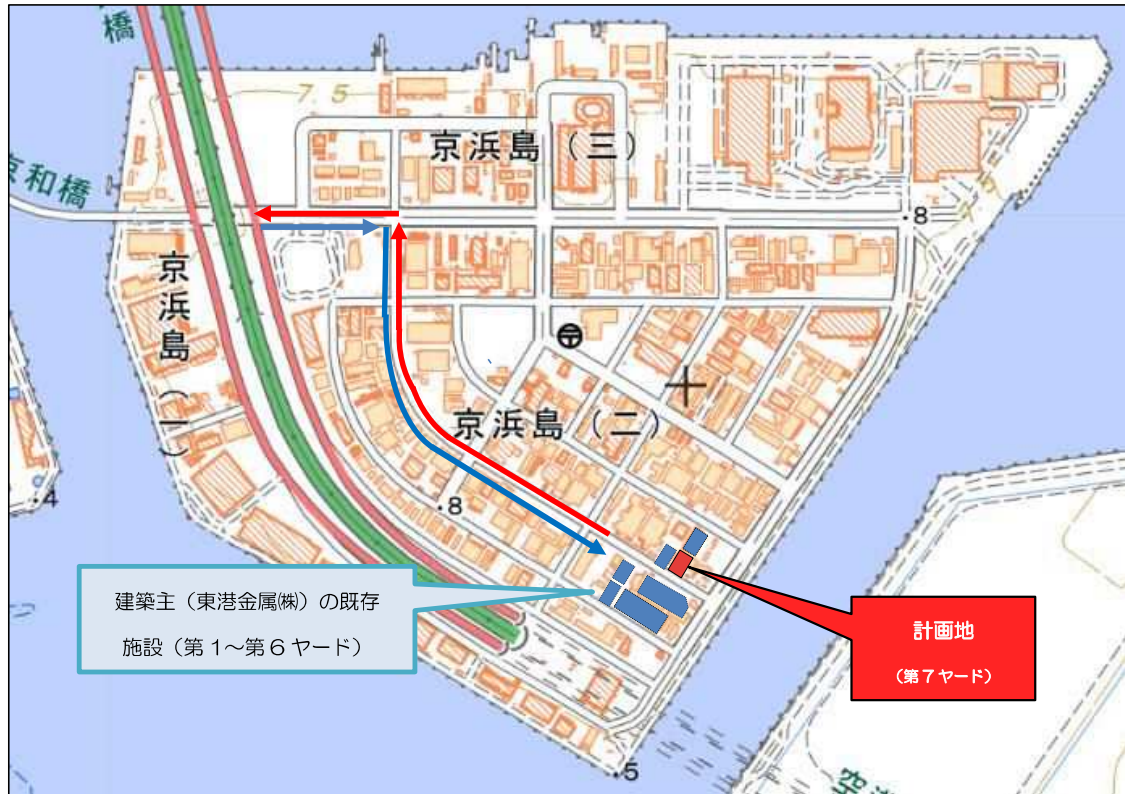 橋
7.5
京浜島（三）
京和橋
・8
京浜島（一）
京浜島（二）
・4
・8
建築主（東港金属㈱）の既存
施設（第1～第6ヤード）
計画地
（第7ヤード）
・5
空港